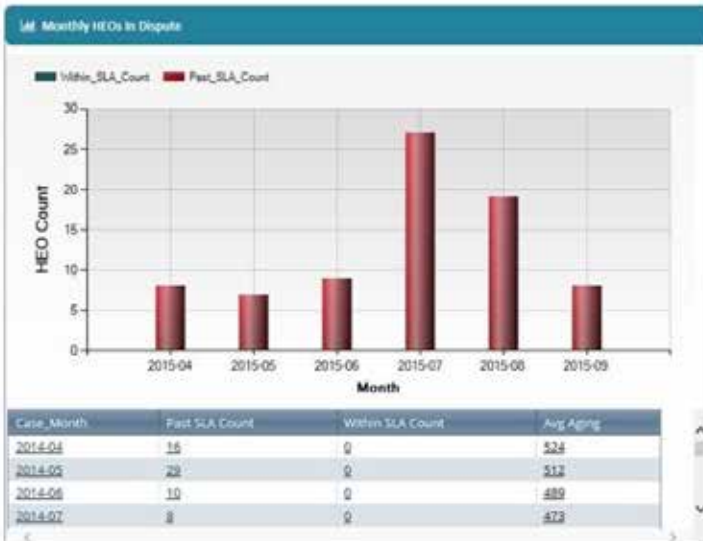 Monthly HEOs In Dispute
Within_SLA_Count Past_SLA_Count
30
25
20
15
10
5
0
HEO Count
2015-04 2015-05 2015-06 2015-07 2015-08 2015-09
Month
Case_Month Past SLA Count Within SLA Count Avg Aging
2014-04 16 0 524
2014-05 29 0 512
2014-06 10 0 489
2014-07 8 0 473